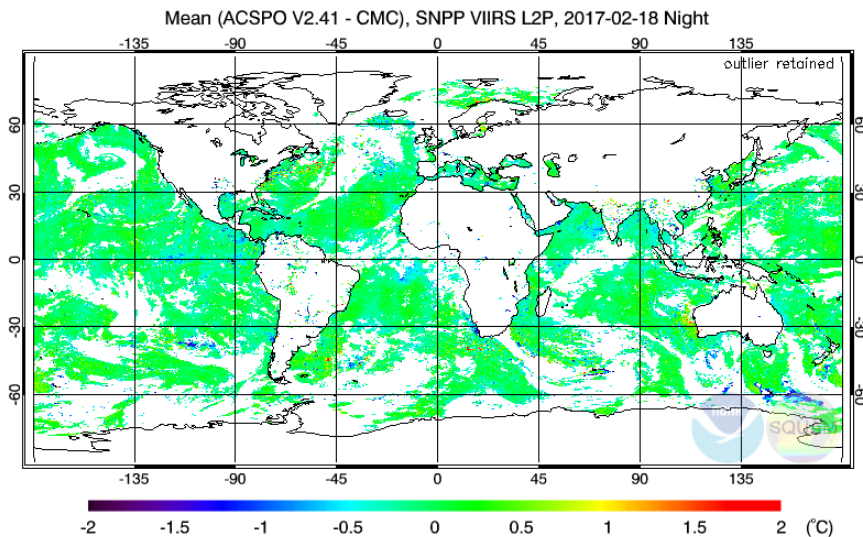 Mean (ACSPO V2.41 - CMC), SNPP VIIRS L2P, 2017-02-18 Night
-135 -90 -45 0 45 90 135
outlier retained
60 60
30 30
0 0
-30 -30
-60 -60
noaa SQUAM
-135 -90 -45 0 45 90 135
-2 -1.5 -1 -0.5 0 0.5 1 1.5 2 (°C)